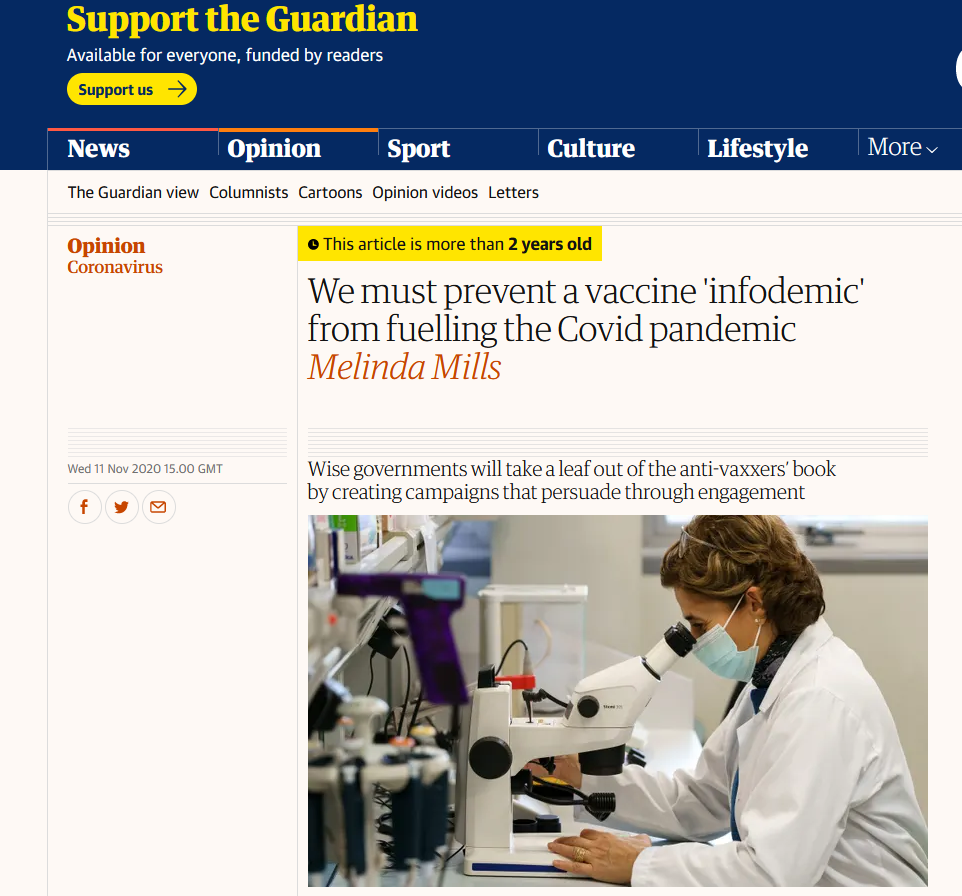 Support the Guardian
Available for everyone, funded by readers
Support us
News Opinion Sport Culture Lifestyle More
The Guardian view Columnists Cartoons Opinion videos Letters
Opinion
Coronavirus
This article is more than 2 years old
We must prevent a vaccine 'infodemic'
from fuelling the Covid pandemic
Melinda Mills
Wed 11 Nov 2020 15.00 GMT
Wise governments will take a leaf out of the anti-vaxxers’ book
by creating campaigns that persuade through engagement